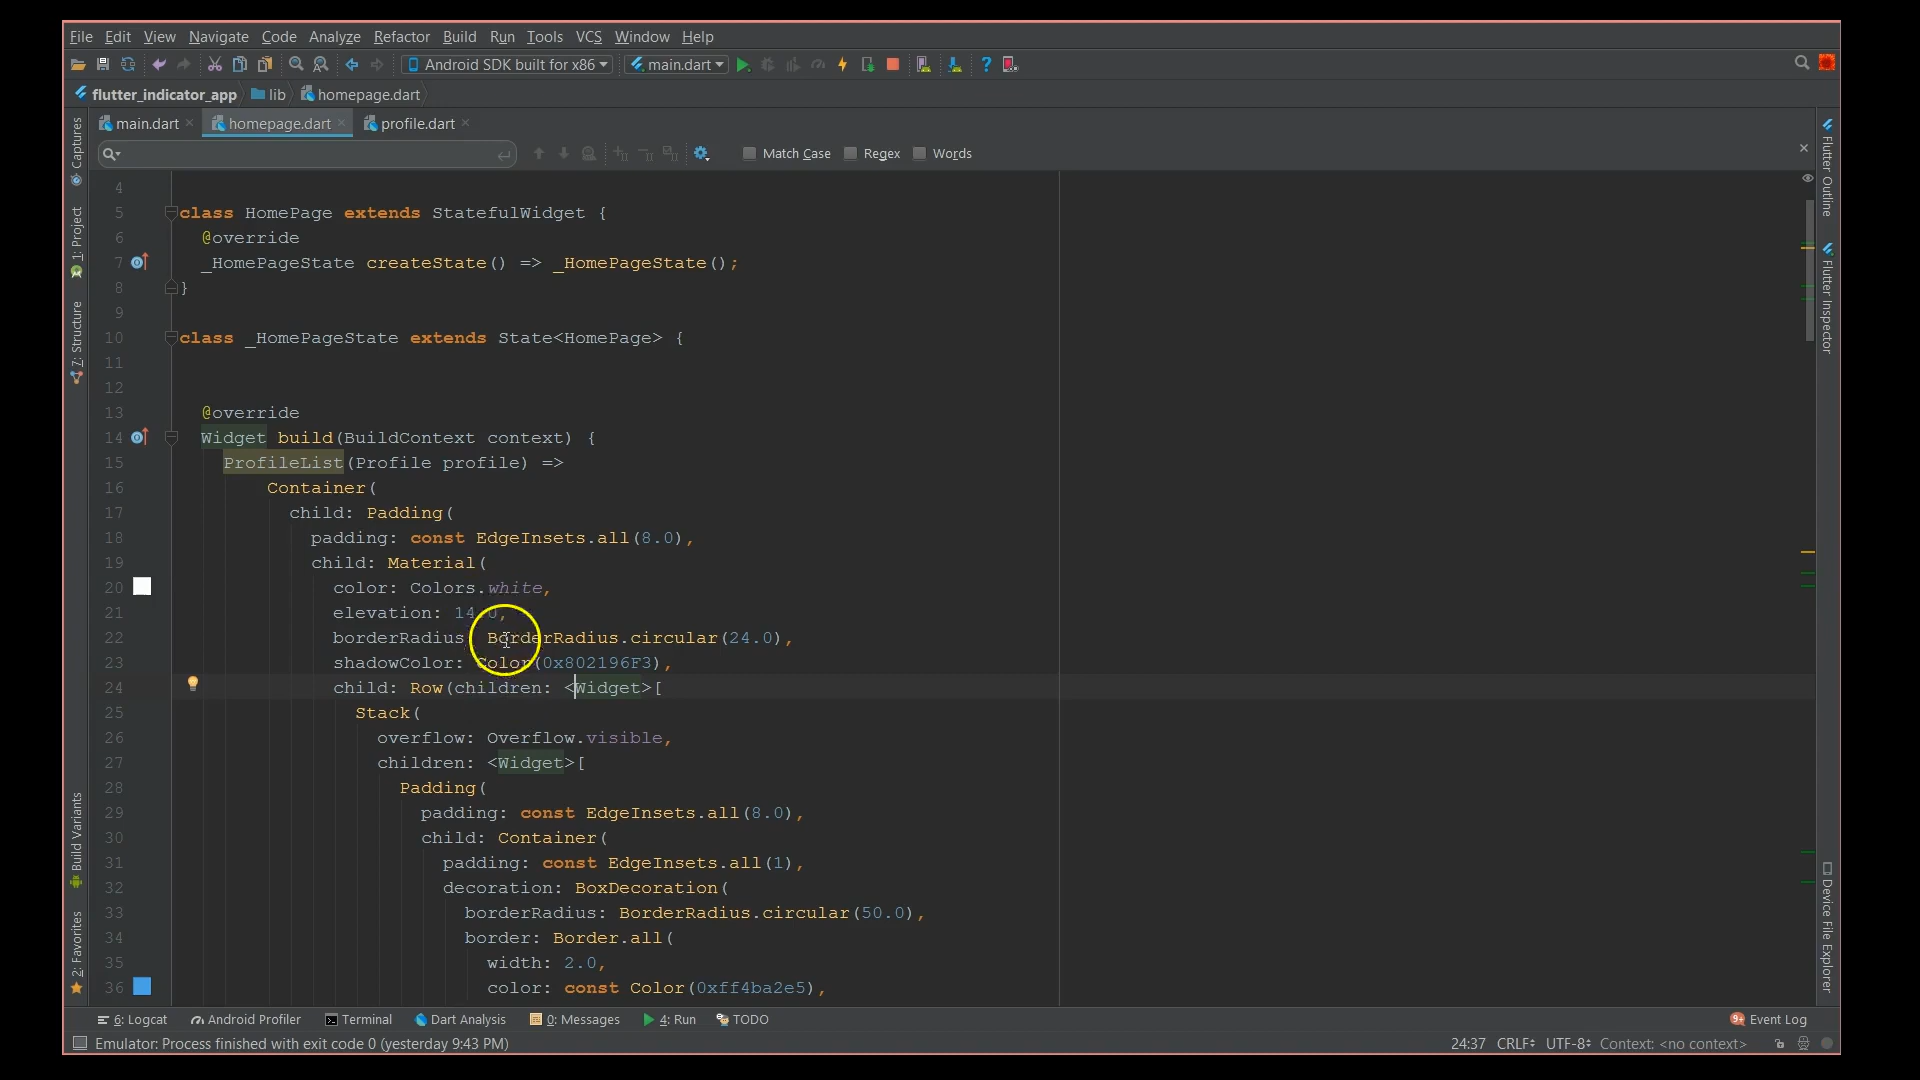 File Edit View Navigate Code Analyze Refactor Build Run Tools VCS Window Help
Android SDK built for x86 main.dart
flutter_indicator_app lib homepage.dart
main.dart homepage.dart profile.dart
Match Case Regex Words
4
5 class HomePage extends StatefulWidget {
6 @override
7 _HomePageState createState() => _HomePageState();
8 }
9
10 class _HomePageState extends State<HomePage> {
11
12
13 @override
14 Widget build(BuildContext context) {
15 ProfileList(Profile profile) =>
16 Container(
17 child: Padding(
18 padding: const EdgeInsets.all(8.0),
19 child: Material(
20 color: Colors.white,
21 elevation: 14.0,
22 borderRadius: BorderRadius.circular(24.0),
23 shadowColor: Color(0x802196F3),
24 child: Row(children: <Widget>[
25 Stack(
26 overflow: Overflow.visible,
27 children: <Widget>[
28 Padding(
29 padding: const EdgeInsets.all(8.0),
30 child: Container(
31 padding: const EdgeInsets.all(1),
32 decoration: BoxDecoration(
33 borderRadius: BorderRadius.circular(50.0),
34 border: Border.all(
35 width: 2.0,
36 color: const Color(0xff4ba2e5),
Captures
1: Project
7: Structure
Build Variants
2: Favorites
Flutter Outline
Flutter Inspector
Device File Explorer
6: Logcat Android Profiler Terminal Dart Analysis 0: Messages 4: Run TODO 9+ Event Log
Emulator: Process finished with exit code 0 (yesterday 9:43 PM) 24:37 CRLF UTF-8 Context: <no context>